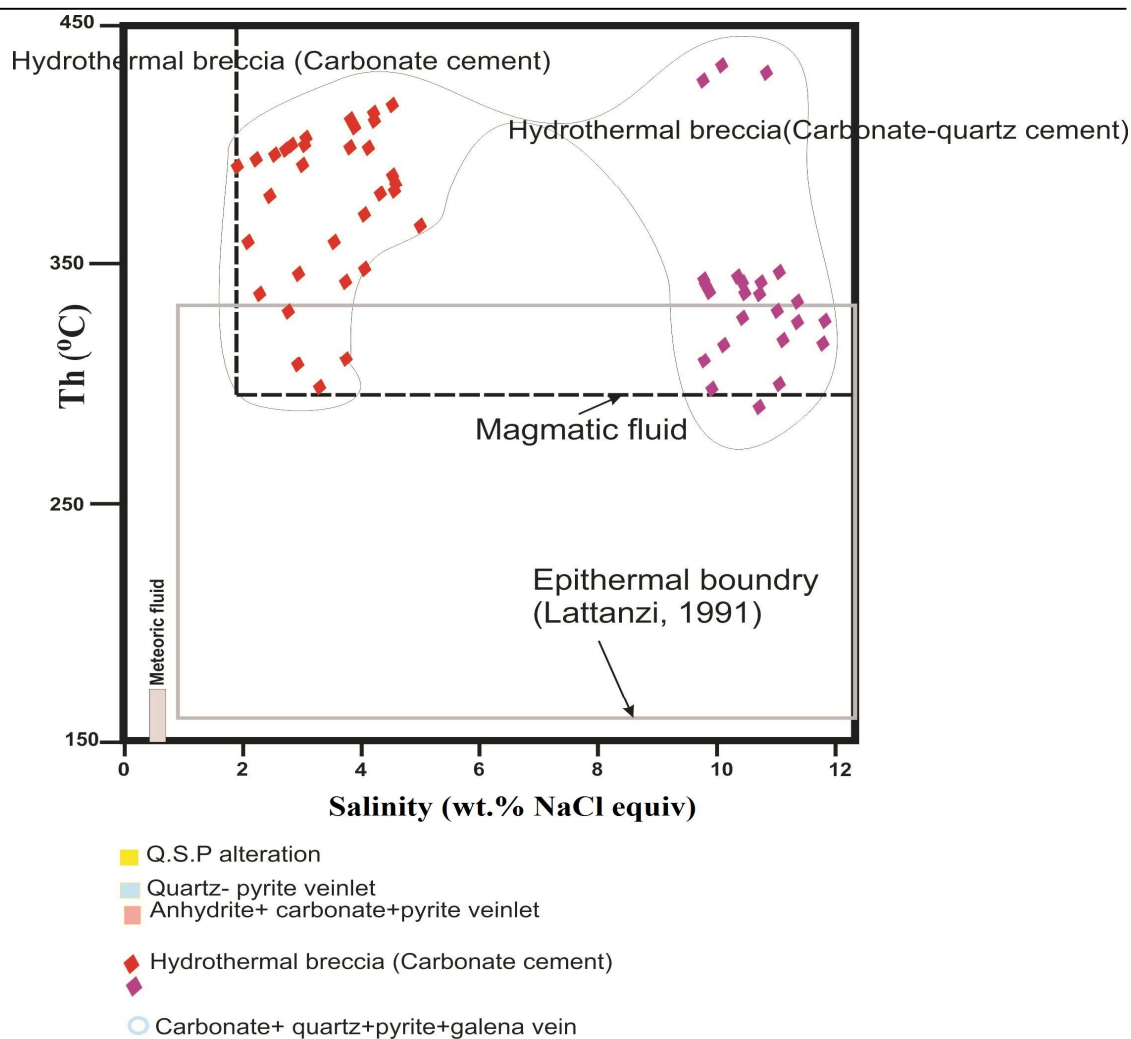 450
Hydrothermal breccia (Carbonate cement)
Hydrothermal breccia(Carbonate-quartz cement)
350
Th (⁰C)
Magmatic fluid
250
Epithermal boundry
(Lattanzi, 1991)
Meteoric fluid
150
0 2 4 6 8 10 12
Salinity (wt.% NaCl equiv)
Q.S.P alteration
Quartz- pyrite veinlet
Anhydrite+ carbonate+pyrite veinlet
Hydrothermal breccia (Carbonate cement)
Carbonate+ quartz+pyrite+galena vein